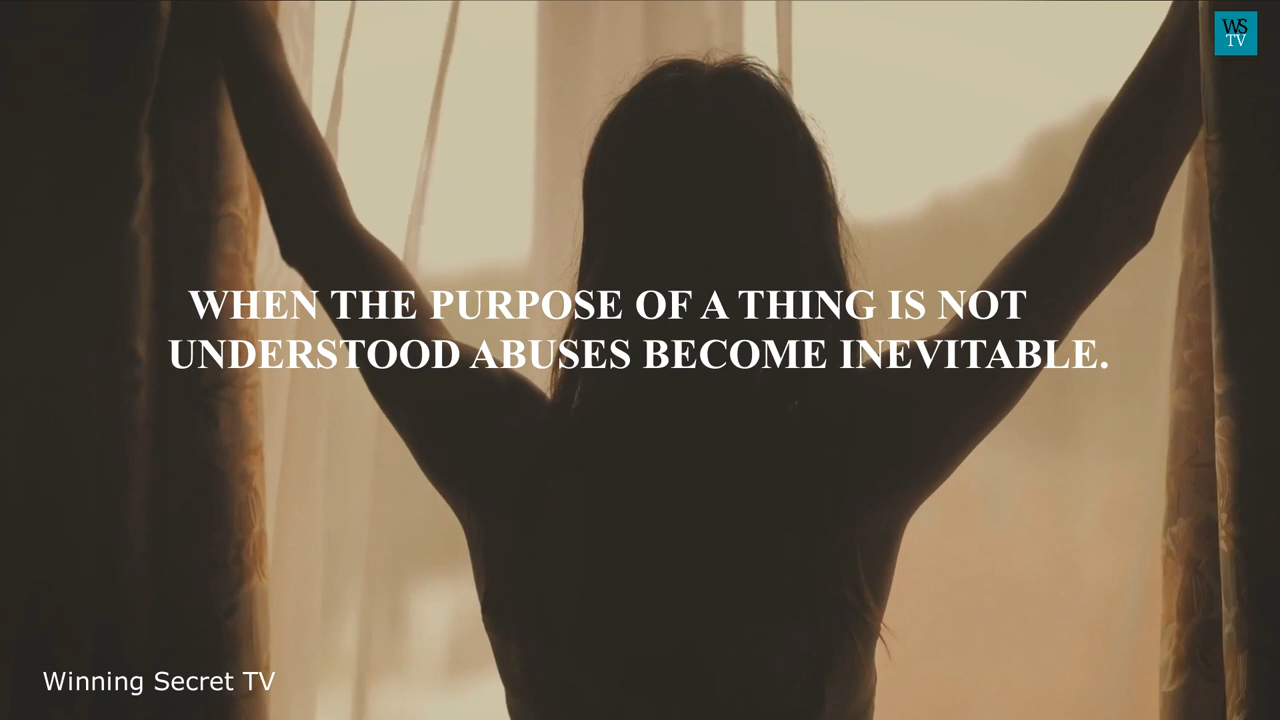 WS
TV
WHEN THE PURPOSE OF A THING IS NOT
UNDERSTOOD ABUSES BECOME INEVITABLE.
Winning Secret TV